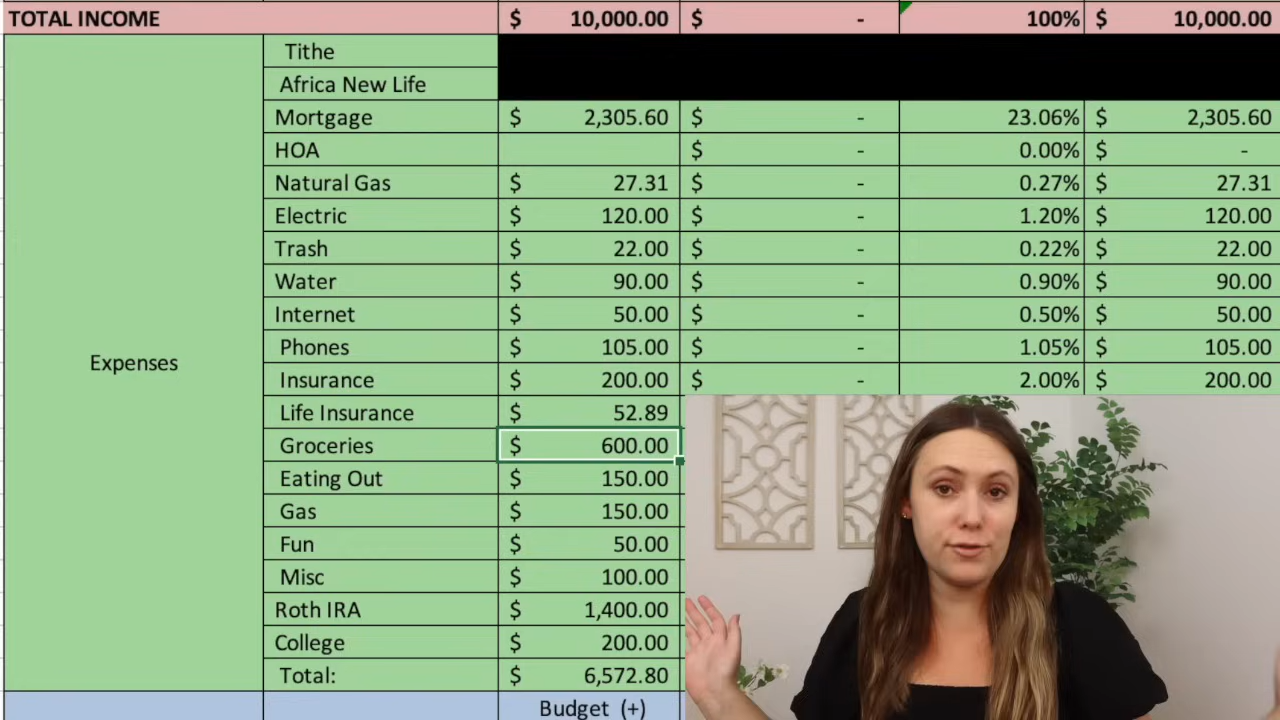 TOTAL INCOME $ 10,000.00 $ - 100% $ 10,000.00
Tithe
Africa New Life
Mortgage $ 2,305.60 $ - 23.06% $ 2,305.60
HOA $ - 0.00% $ -
Natural Gas $ 27.31 $ - 0.27% $ 27.31
Electric $ 120.00 $ - 1.20% $ 120.00
Trash $ 22.00 $ - 0.22% $ 22.00
Water $ 90.00 $ - 0.90% $ 90.00
Internet $ 50.00 $ - 0.50% $ 50.00
Expenses
Phones $ 105.00 $ - 1.05% $ 105.00
Insurance $ 200.00 $ - 2.00% $ 200.00
Life Insurance $ 52.89
Groceries $ 600.00
Eating Out $ 150.00
Gas $ 150.00
Fun $ 50.00
Misc $ 100.00
Roth IRA $ 1,400.00
College $ 200.00
Total: $ 6,572.80
Budget (+)